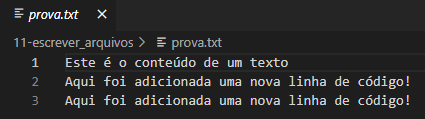 prova.txt ×
11-escrever_arquivos > prova.txt
1 Este é o conteúdo de um texto
2 Aqui foi adicionada uma nova linha de código!
3 Aqui foi adicionada uma nova linha de código!